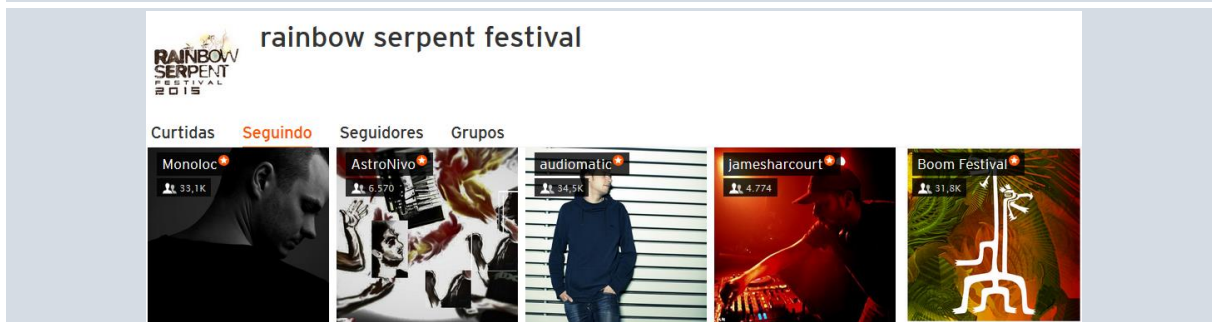 rainbow serpent festival
RAINBOW
SERPENT
FESTIVAL
2015
Curtidas Seguindo Seguidores Grupos
Monoloc AstroNivo audiomatic jamesharcourt Boom Festival
33,1K 6.570 34,5K 4.774 31,8K